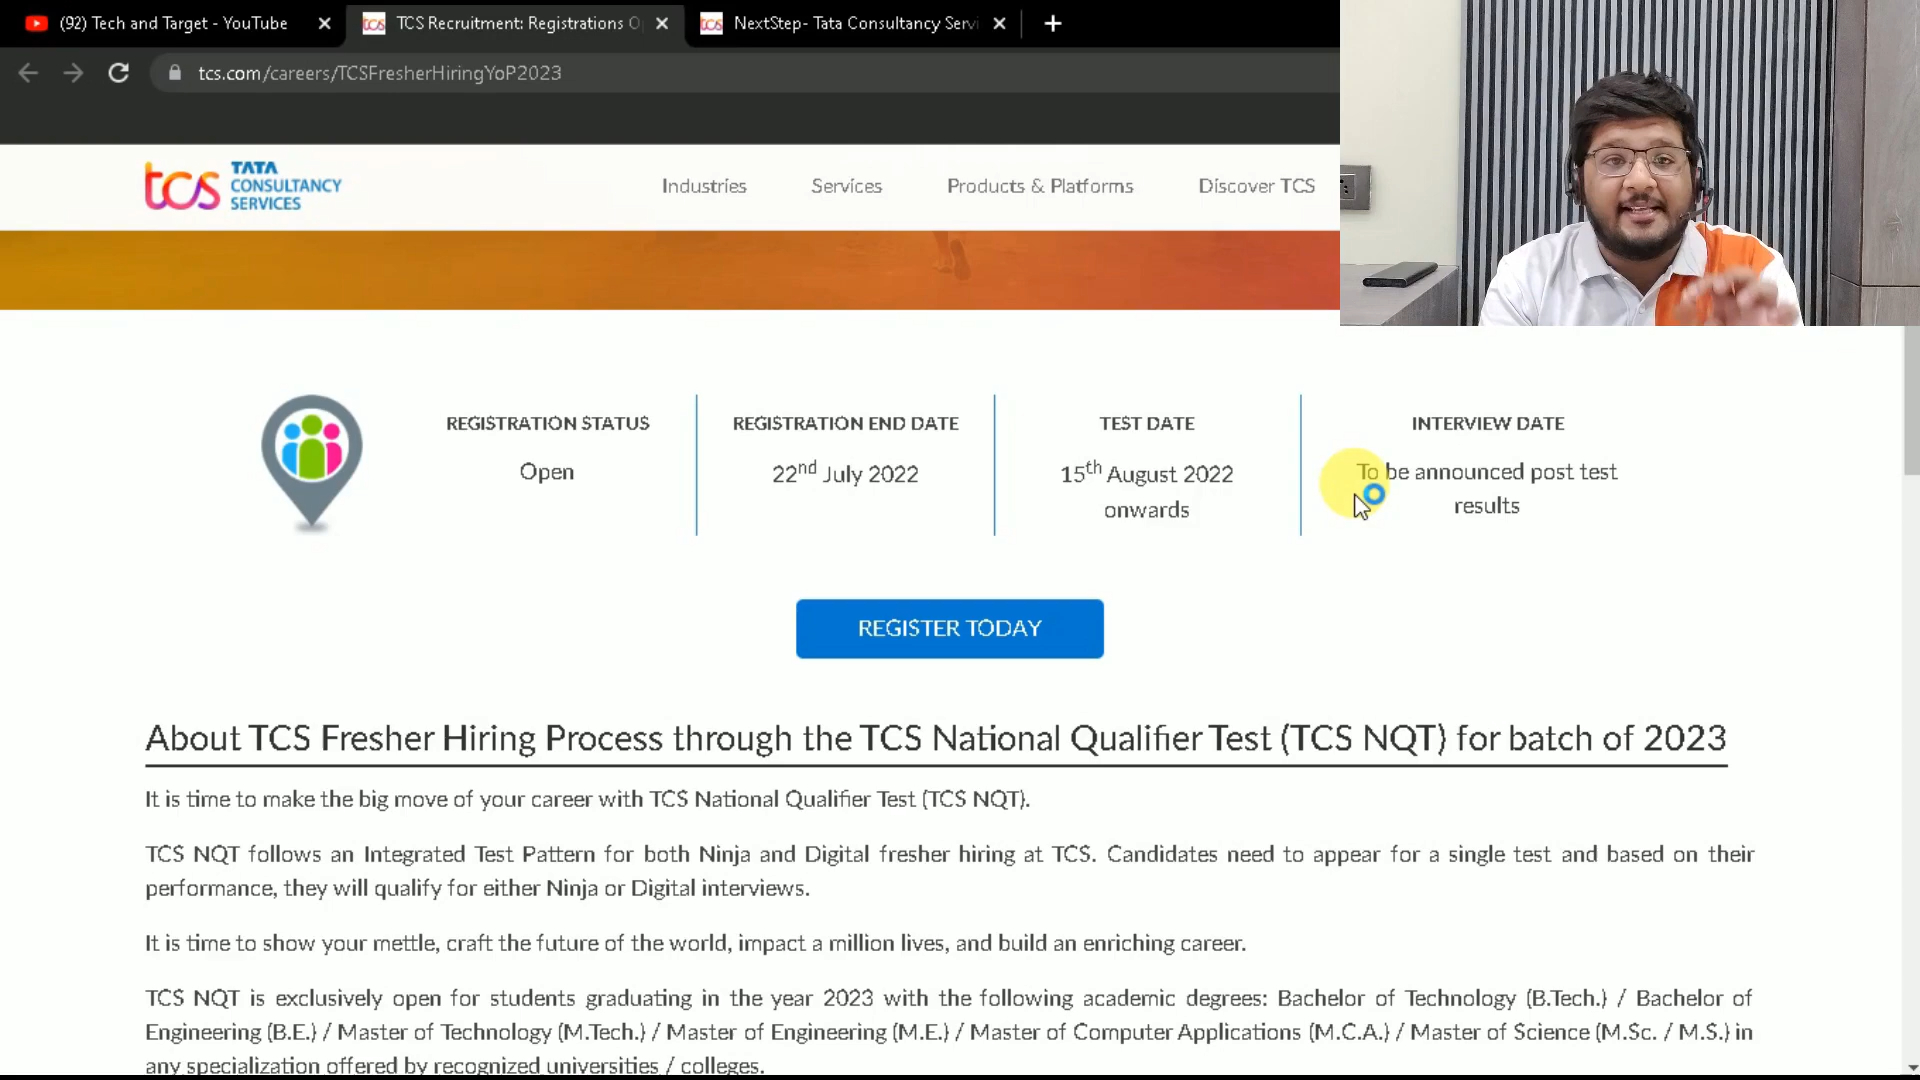 (92) Tech and Target - YouTube
TCS Recruitment: Registrations O
NextStep- Tata Consultancy Servi
tcs.com/careers/TCSFresherHiringYoP2023
tcs TATA
CONSULTANCY
SERVICES
Industries
Services
Products & Platforms
Discover TCS
REGISTRATION STATUS
Open
REGISTRATION END DATE
22nd July 2022
TEST DATE
15th August 2022
onwards
INTERVIEW DATE
To be announced post test
results
REGISTER TODAY
About TCS Fresher Hiring Process through the TCS National Qualifier Test (TCS NQT) for batch of 2023
It is time to make the big move of your career with TCS National Qualifier Test (TCS NQT).
TCS NQT follows an Integrated Test Pattern for both Ninja and Digital fresher hiring at TCS. Candidates need to appear for a single test and based on their
performance, they will qualify for either Ninja or Digital interviews.
It is time to show your mettle, craft the future of the world, impact a million lives, and build an enriching career.
TCS NQT is exclusively open for students graduating in the year 2023 with the following academic degrees: Bachelor of Technology (B.Tech.) / Bachelor of
Engineering (B.E.) / Master of Technology (M.Tech.) / Master of Engineering (M.E.) / Master of Computer Applications (M.C.A.) / Master of Science (M.Sc. / M.S.) in
any specialization offered by recognized universities / colleges.